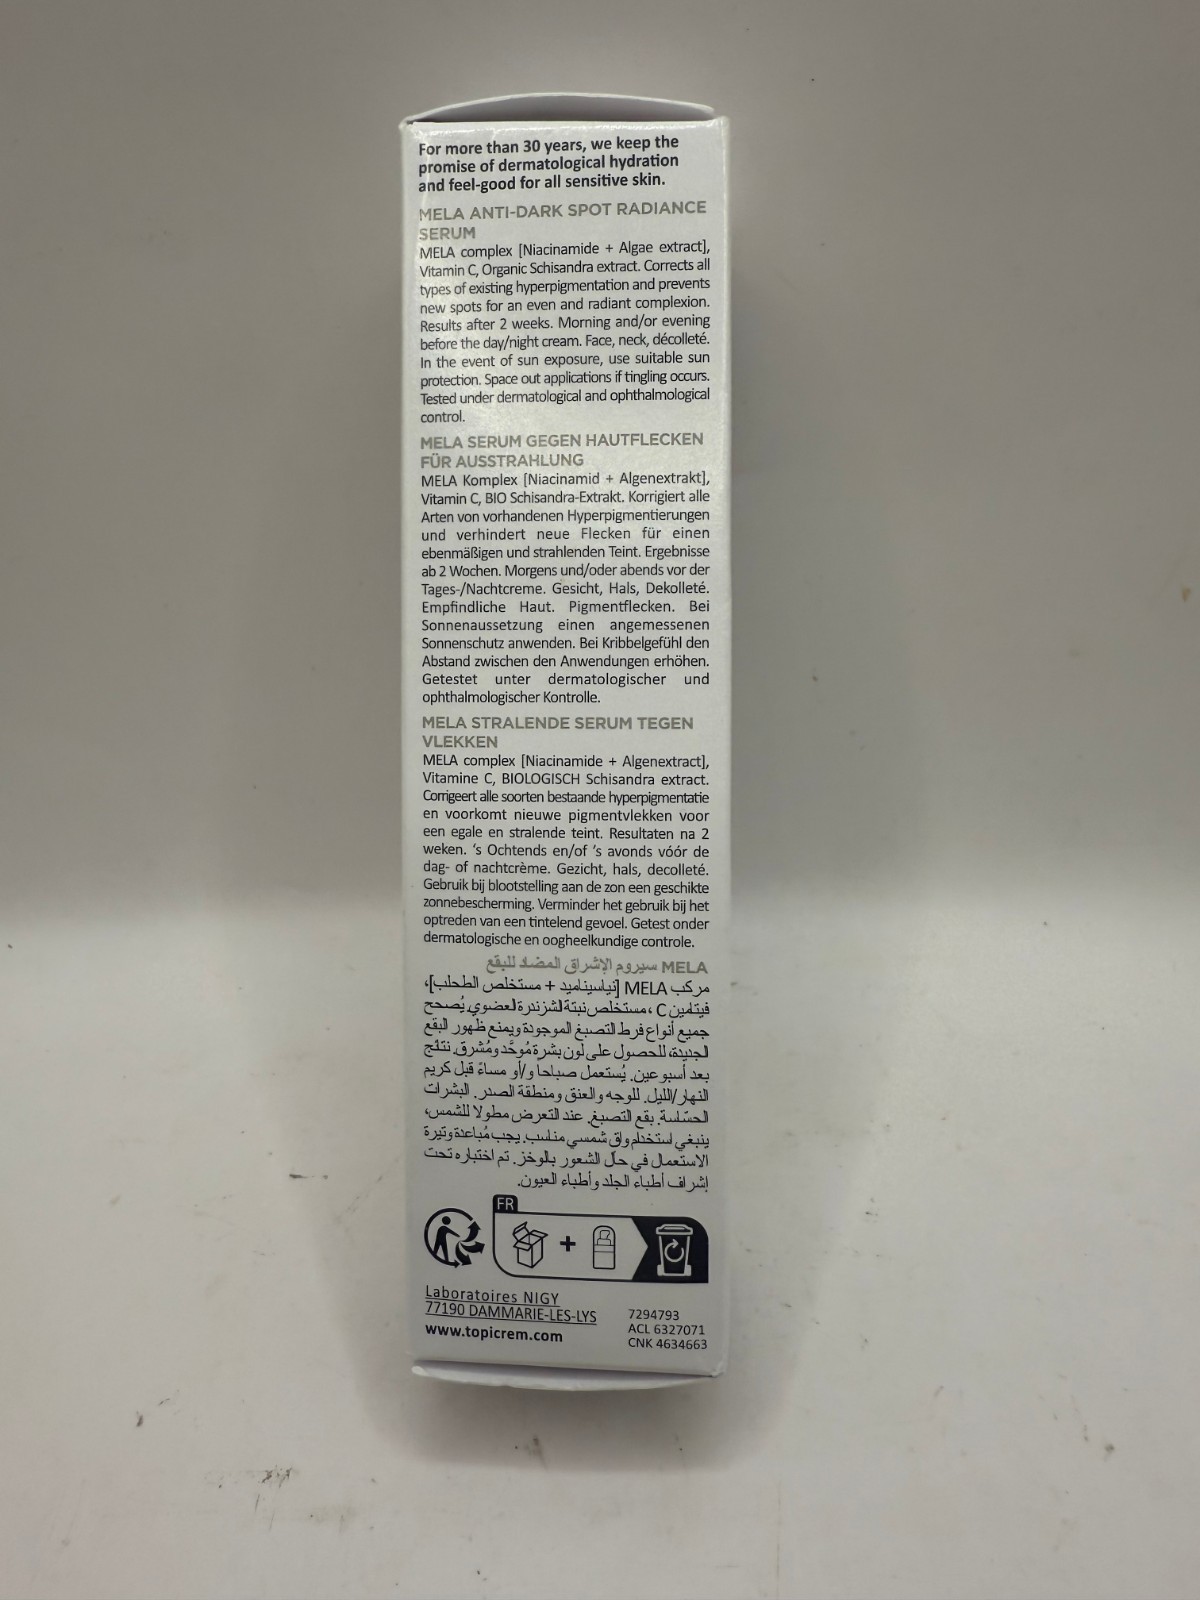 For more than 30 years, we keep the
promise of dermatological hydration
and feel-good for all sensitive skin.
MELA ANTI-DARK SPOT RADIANCE
SERUM
MELA complex [Niacinamide + Algae extract],
Vitamin C, Organic Schisandra extract. Corrects all
types of existing hyperpigmentation and prevents
new spots for an even and radiant complexion.
Results after 2 weeks. Morning and/or evening
before the day/night cream. Face, neck, décolleté.
In the event of sun exposure, use suitable sun
protection. Space out applications if tingling occurs.
Tested under dermatological and ophthalmological
control.
MELA SERUM GEGEN HAUTFLECKEN
FÜR AUSSTRAHLUNG
MELA Komplex [Niacinamid + Algenextrakt],
Vitamin C, BIO Schisandra-Extrakt. Korrigiert alle
Arten von vorhandenen Hyperpigmentierungen
und verhindert neue Flecken für einen
ebenmäßigen und strahlenden Teint. Ergebnisse
ab 2 Wochen. Morgens und/oder abends vor der
Tages-/Nachtcreme. Gesicht, Hals, Dekolleté.
Empfindliche Haut. Pigmentflecken. Bei
Sonnenaussetzung einen angemessenen
Sonnenschutz anwenden. Bei Kribbelgefühl den
Abstand zwischen den Anwendungen erhöhen.
Getestet unter dermatologischer und
ophthalmologischer Kontrolle.
MELA STRALENDE SERUM TEGEN
VLEKKEN
MELA complex [Niacinamide + Algenextract],
Vitamine C, BIOLOGISCH Schisandra extract.
Corrigeert alle soorten bestaande hyperpigmentatie
en voorkomt nieuwe pigmentvlekken voor
een egale en stralende teint. Resultaten na 2
weken. 's Ochtends en/of 's avonds vóór de
dag- of nachtcrème. Gezicht, hals, decolleté.
Gebruik bij blootstelling aan de zon een geschikte
zonnebescherming. Verminder het gebruik bij het
optreden van een tintelend gevoel. Getest onder
dermatologische en oogheelkundige controle.
MELA سيروم الإشراق المضاد للبقع
مركب MELA [نياسيناميد + مستخلص الطحلب]،
فيتامين C، مستخلص نبتة الشزندرة العضوي يُصحح
جميع أنواع فرط التصبغ الموجودة ويمنع ظهور البقع
الجديدة، للحصول على لون بشرة مُوحَّد ومُشرق. نتائج
بعد أسبوعين. يُستعمل صباحاً و/أو مساءً قبل كريم
النهار/الليل. للوجه والعنق ومنطقة الصدر. البشرات
الحسّاسة. بقع التصبغ. عند التعرض مطولا للشمس،
ينبغي استخدام واق شمسي مناسب. يجب مُباعدة وتيرة
الاستعمال في حال الشعور بالوخز. تم اختباره تحت
إشراف أطباء الجلد وأطباء العيون.
FR
+
Laboratoires NIGY
77190 DAMMARIE-LES-LYS
www.topicrem.com
7294793
ACL 6327071
CNK 4634663